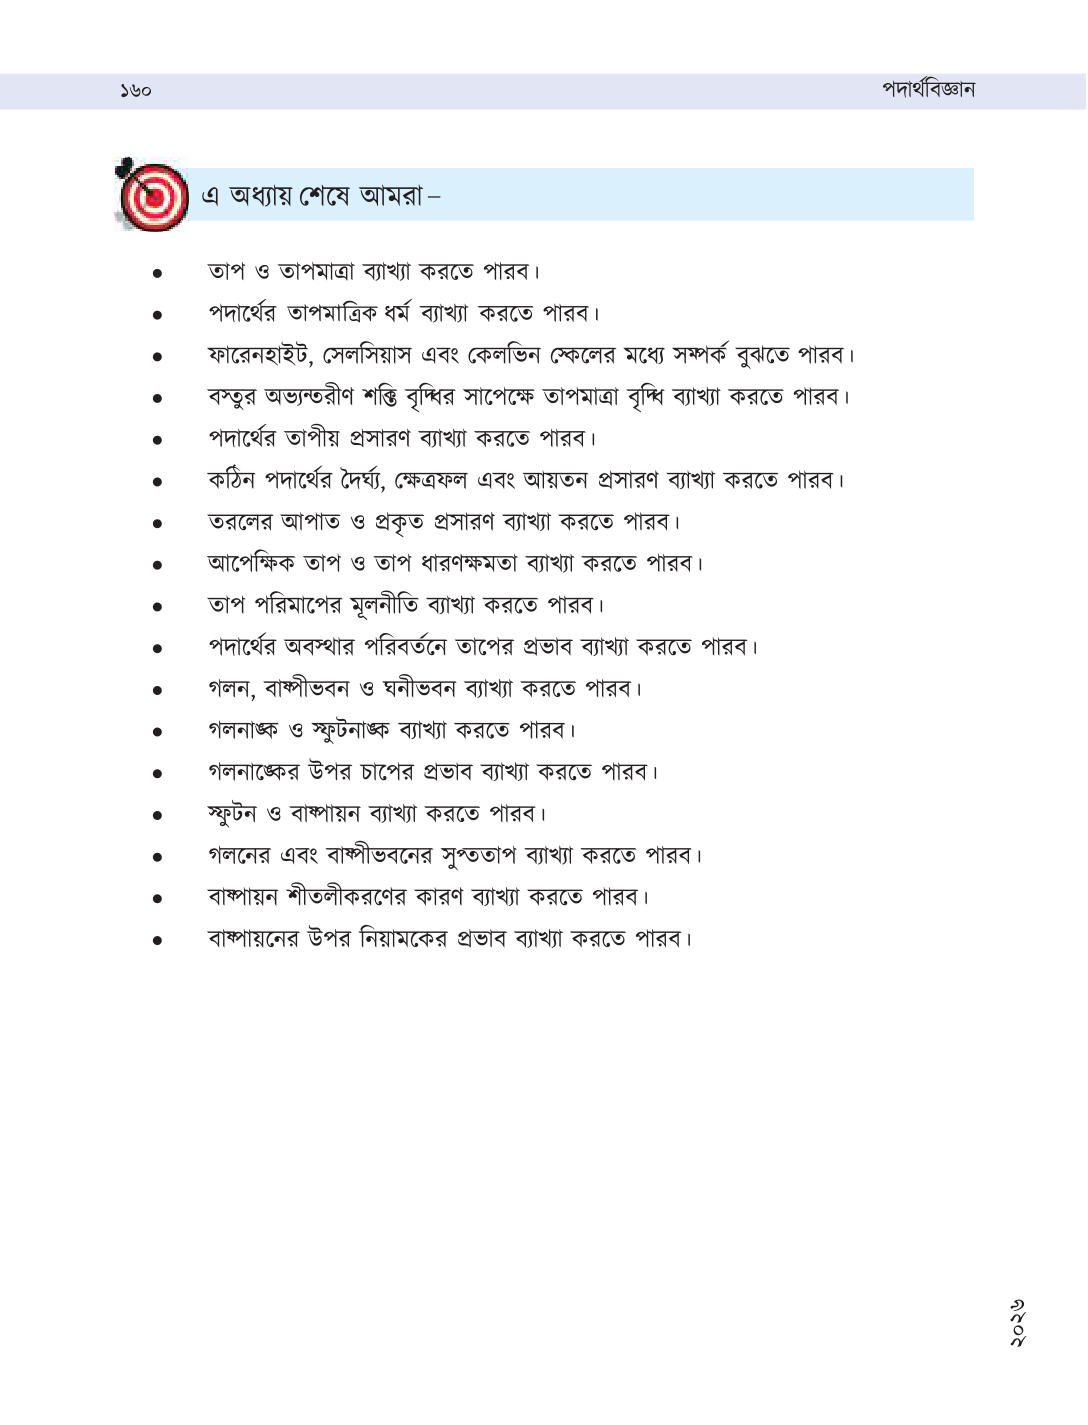 ১৬০ পদার্থবিজ্ঞান
এ অধ্যায় শেষে আমরা –
• তাপ ও তাপমাত্রা ব্যাখ্যা করতে পারব।
• পদার্থের তাপমাত্রিক ধর্ম ব্যাখ্যা করতে পারব।
• ফারেনহাইট, সেলসিয়াস এবং কেলভিন স্কেলের মধ্যে সম্পর্ক বুঝতে পারব।
• বস্তুর অভ্যন্তরীণ শক্তি বৃদ্ধির সাপেক্ষে তাপমাত্রা বৃদ্ধি ব্যাখ্যা করতে পারব।
• পদার্থের তাপীয় প্রসারণ ব্যাখ্যা করতে পারব।
• কঠিন পদার্থের দৈর্ঘ্য, ক্ষেত্রফল এবং আয়তন প্রসারণ ব্যাখ্যা করতে পারব।
• তরলের আপাত ও প্রকৃত প্রসারণ ব্যাখ্যা করতে পারব।
• আপেক্ষিক তাপ ও তাপ ধারণক্ষমতা ব্যাখ্যা করতে পারব।
• তাপ পরিমাপের মূলনীতি ব্যাখ্যা করতে পারব।
• পদার্থের অবস্থার পরিবর্তনে তাপের প্রভাব ব্যাখ্যা করতে পারব।
• গলন, বাষ্পীভবন ও ঘনীভবন ব্যাখ্যা করতে পারব।
• গলনাঙ্ক ও স্ফুটনাঙ্ক ব্যাখ্যা করতে পারব।
• গলনাঙ্কের উপর চাপের প্রভাব ব্যাখ্যা করতে পারব।
• স্ফুটন ও বাষ্পায়ন ব্যাখ্যা করতে পারব।
• গলনের এবং বাষ্পীভবনের সুপ্ততাপ ব্যাখ্যা করতে পারব।
• বাষ্পায়ন শীতলীকরণের কারণ ব্যাখ্যা করতে পারব।
• বাষ্পায়নের উপর নিয়ামকের প্রভাব ব্যাখ্যা করতে পারব।
২০২৬